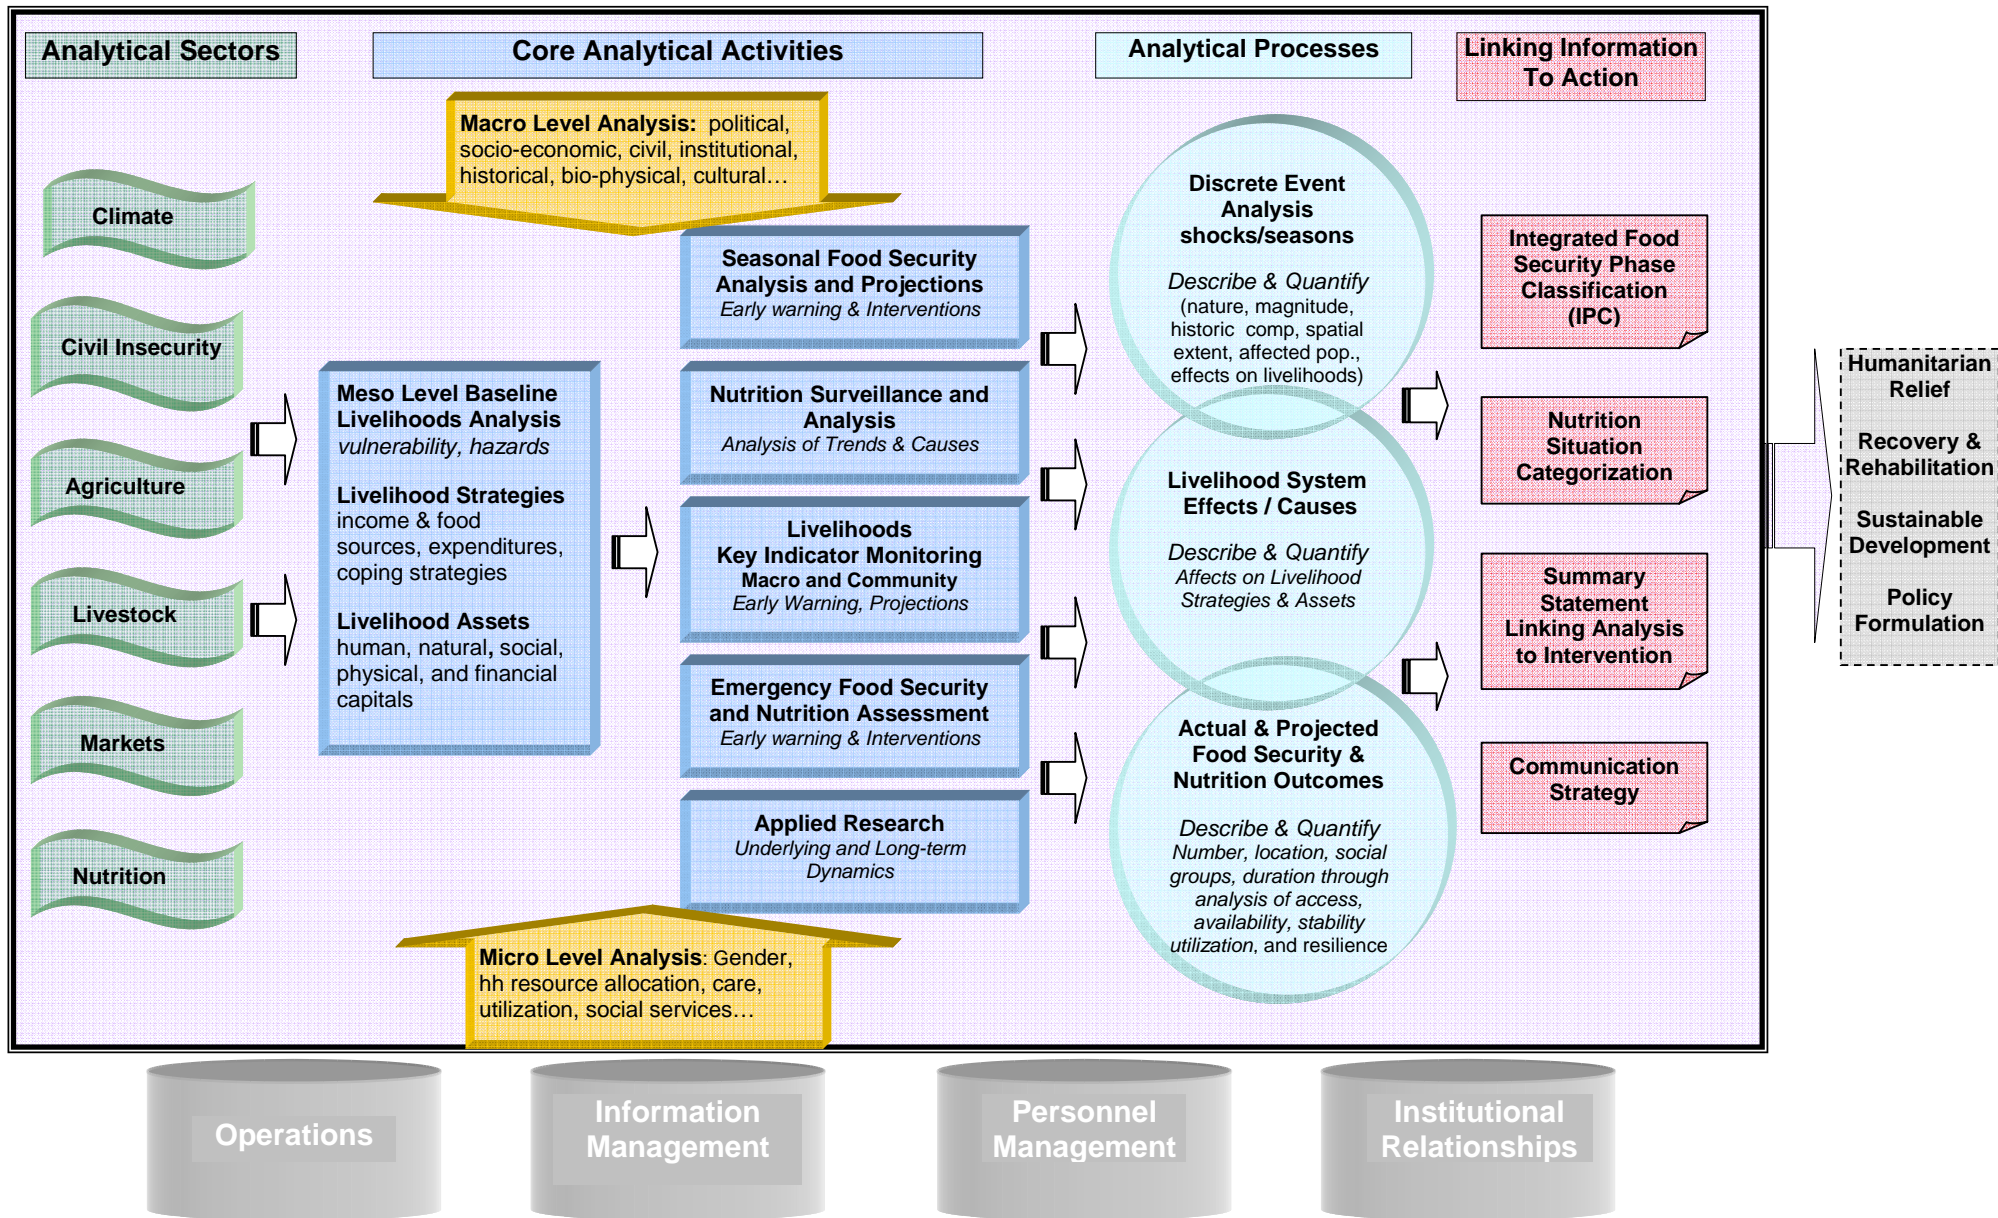 Analytical Sectors
Core Analytical Activities
Analytical Processes
Linking Information
To Action
Macro Level Analysis:  political,
socio-economic, civil, institutional,
historical, bio-physical, cultural…
Climate
Civil Insecurity
Agriculture
Livestock
Markets
Nutrition
Meso Level Baseline
Livelihoods Analysis
vulnerability, hazards
Livelihood Strategies
income & food
sources, expenditures,
coping strategies
Livelihood Assets
human, natural, social,
physical, and financial
capitals
Seasonal Food Security
Analysis and Projections
Early warning & Interventions
Nutrition Surveillance and
Analysis
Analysis of Trends & Causes
Livelihoods
Key Indicator Monitoring
Macro and Community
Early Warning, Projections
Emergency Food Security
and Nutrition Assessment
Early warning & Interventions
Applied Research
Underlying and Long-term
Dynamics
Micro Level Analysis: Gender,
hh resource allocation, care,
utilization, social services…
Discrete Event
Analysis
shocks/seasons
Describe & Quantify
(nature, magnitude,
historic  comp, spatial
extent, affected pop.,
effects on livelihoods)
Livelihood System
Effects / Causes
Describe & Quantify
Affects on Livelihood
Strategies & Assets
Actual & Projected
Food Security &
Nutrition Outcomes
Describe & Quantify
Number, location, social
groups, duration through
analysis of access,
availability, stability
utilization, and resilience
Integrated Food
Security Phase
Classification
(IPC)
Nutrition
Situation
Categorization
Summary
Statement
Linking Analysis
to Intervention
Communication
Strategy
Humanitarian
Relief
Recovery &
Rehabilitation
Sustainable
Development
Policy
Formulation
Operations
Information
Management
Personnel
Management
Institutional
Relationships